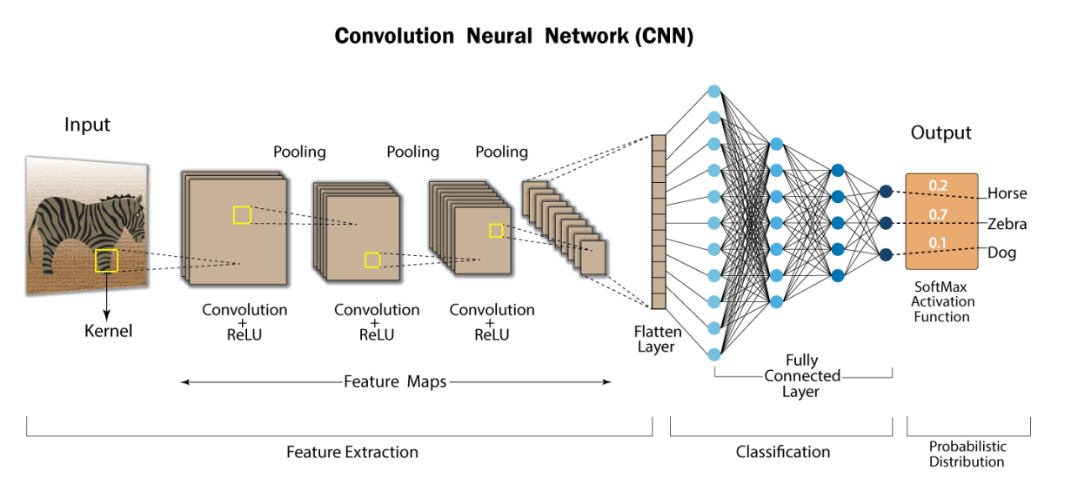 Convolution Neural Network (CNN)
Input
Kernel
Pooling
Pooling
Pooling
Convolution
+
ReLU
Convolution
+
ReLU
Convolution
+
ReLU
Feature Maps
Flatten
Layer
Fully
Connected
Layer
Output
0.2
Horse
0.7
Zebra
0.1
Dog
SoftMax
Activation
Function
Feature Extraction
Classification
Probabilistic
Distribution